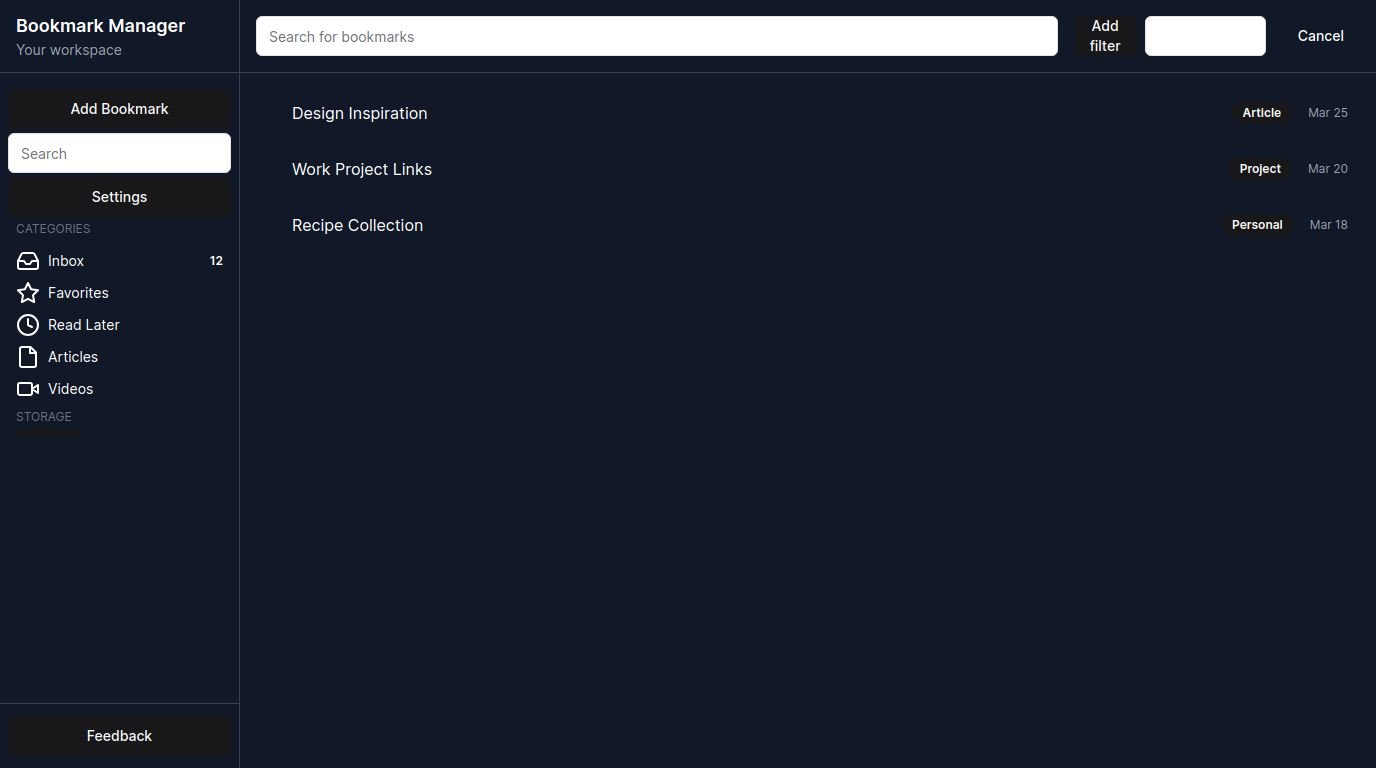 Bookmark Manager
Your workspace
Add Bookmark
Search
Settings
CATEGORIES
Inbox 12
Favorites
Read Later
Articles
Videos
STORAGE
Feedback
Search for bookmarks
Add
filter
Cancel
Design Inspiration Article Mar 25
Work Project Links Project Mar 20
Recipe Collection Personal Mar 18